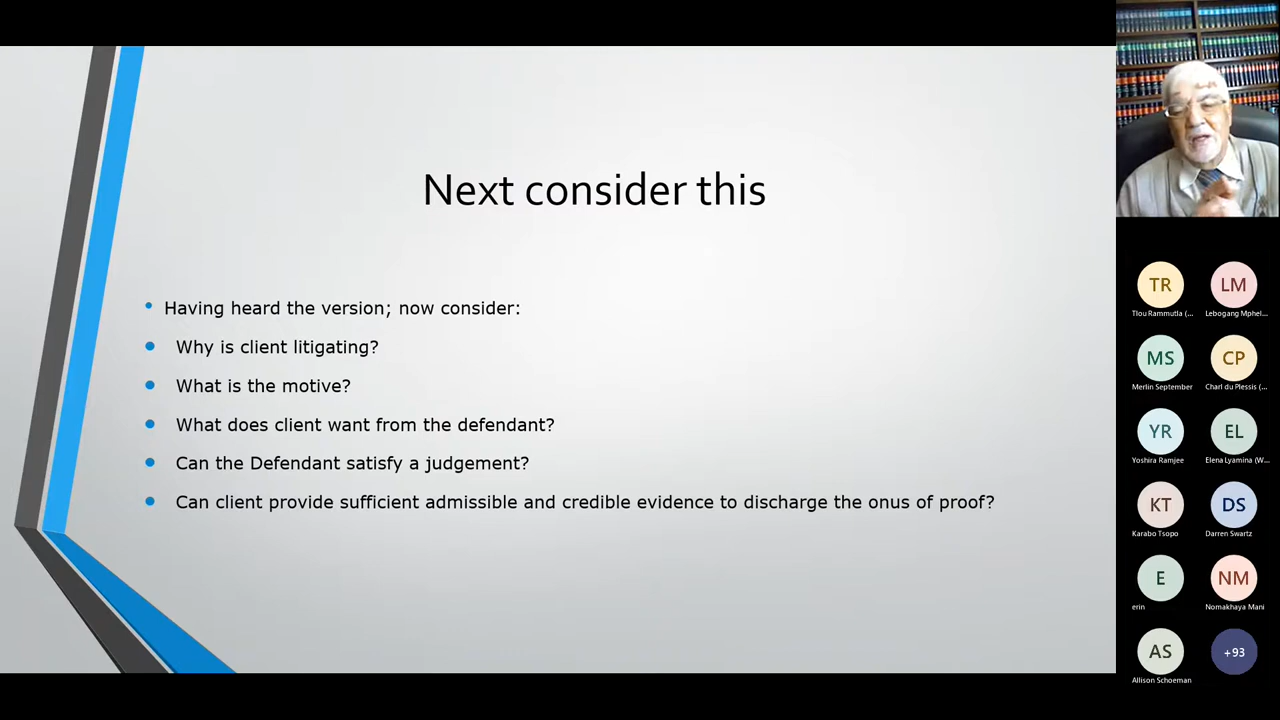 Next consider this
• Having heard the version; now consider:
• Why is client litigating?
• What is the motive?
• What does client want from the defendant?
• Can the Defendant satisfy a judgement?
• Can client provide sufficient admissible and credible evidence to discharge the onus of proof?
TR
LM
Tlou Rammutla (...
Lebogang Mphel...
MS
CP
Merlin September
Charl du Plessis (...
YR
EL
Yoshira Ramjee
Elena Lyamina (W...
KT
DS
Karabo Tsopo
Darren Swartz
E
NM
erin
Nomakhaya Mani
AS
+93
Allison Schoeman